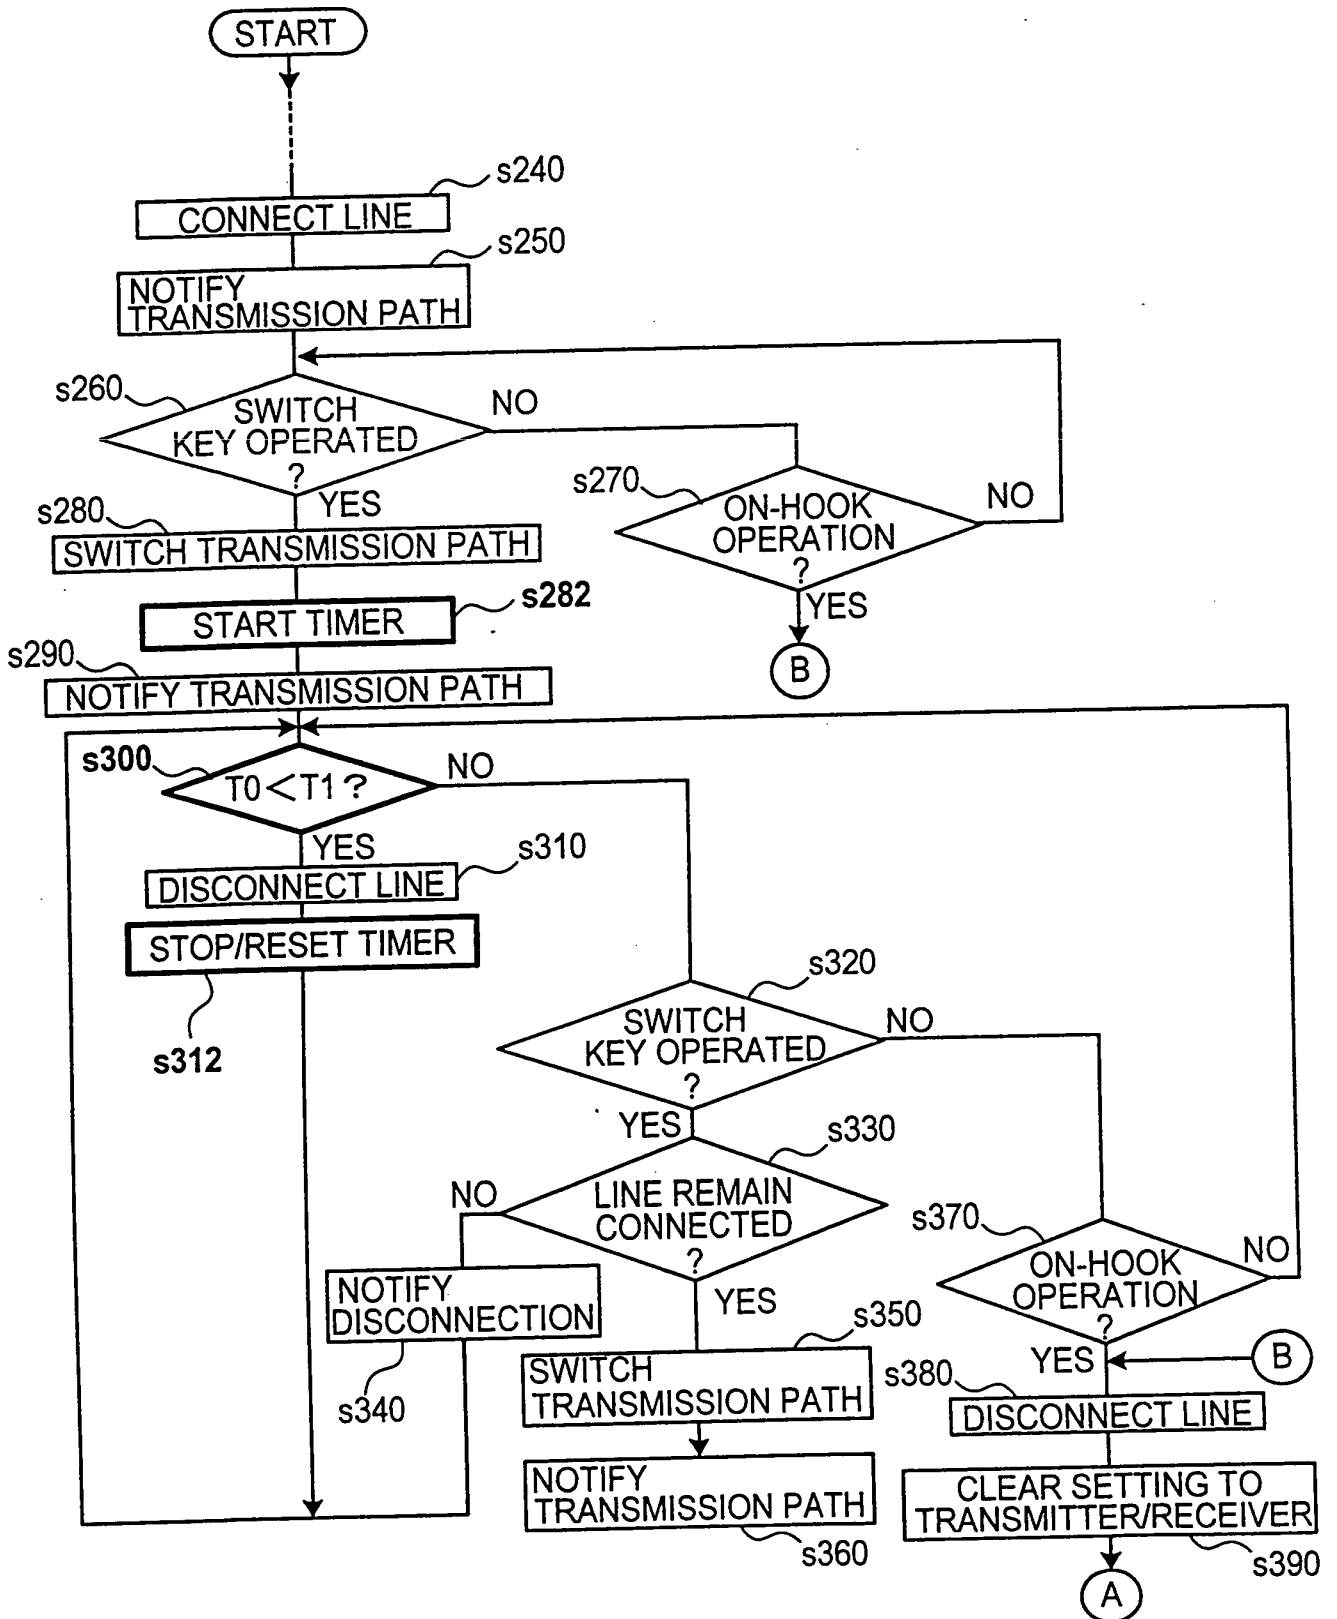 START
s240
CONNECT LINE
s250
NOTIFY
TRANSMISSION PATH
s260
SWITCH
KEY OPERATED
?
NO
YES
s270
ON-HOOK
OPERATION
?
NO
YES
B
s280
SWITCH TRANSMISSION PATH
s282
START TIMER
s290
NOTIFY TRANSMISSION PATH
s300
T0<T1?
NO
YES
s310
DISCONNECT LINE
STOP/RESET TIMER
s312
s320
SWITCH
KEY OPERATED
?
NO
YES
s330
LINE REMAIN
CONNECTED
?
NO
YES
NOTIFY
DISCONNECTION
s340
s350
SWITCH
TRANSMISSION PATH
NOTIFY
TRANSMISSION PATH
s360
s370
ON-HOOK
OPERATION
?
NO
YES
B
s380
DISCONNECT LINE
CLEAR SETTING TO
TRANSMITTER/RECEIVER
s390
A